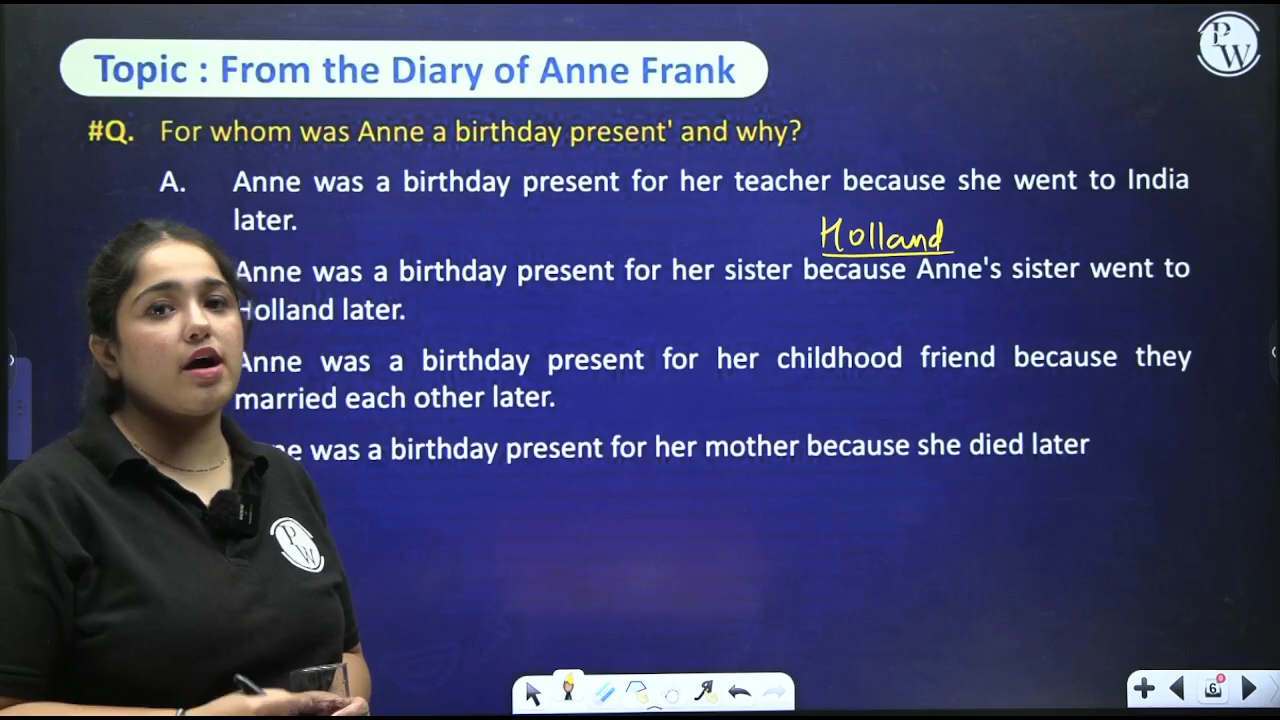 Topic : From the Diary of Anne Frank
P
W
#Q. For whom was Anne a birthday present' and why?
A. Anne was a birthday present for her teacher because she went to India
later.
Holland
Anne was a birthday present for her sister because Anne's sister went to
Holland later.
Anne was a birthday present for her childhood friend because they
married each other later.
was a birthday present for her mother because she died later
P
W
6